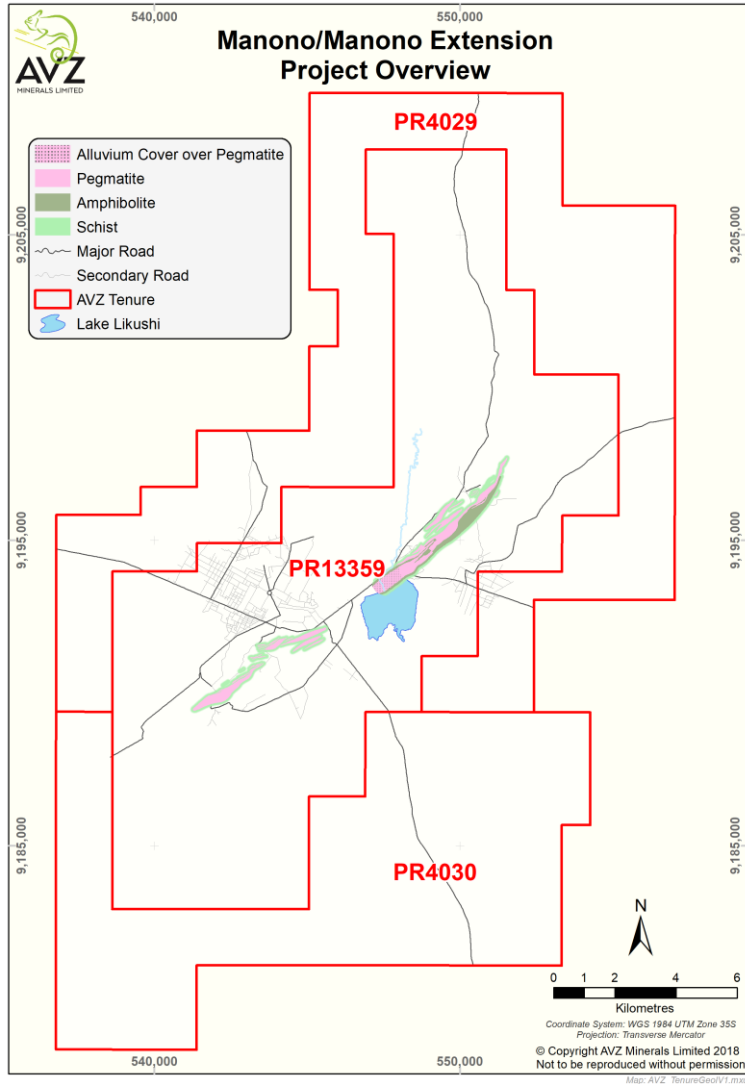 540,000
550,000
AVZ
MINERALS LIMITED
Manono/Manono Extension
Project Overview
PR4029
Alluvium Cover over Pegmatite
Pegmatite
Amphibolite
Schist
Major Road
Secondary Road
AVZ Tenure
Lake Likushi
9,205,000
9,205,000
9,195,000
9,195,000
PR13359
9,185,000
9,185,000
PR4030
N
0 1 2 4 6
Kilometres
Coordinate System: WGS 1984 UTM Zone 35S
Projection: Transverse Mercator
© Copyright AVZ Minerals Limited 2018
Not to be reproduced without permission
540,000
550,000
Map: AVZ_TenureGeolV1.mxd